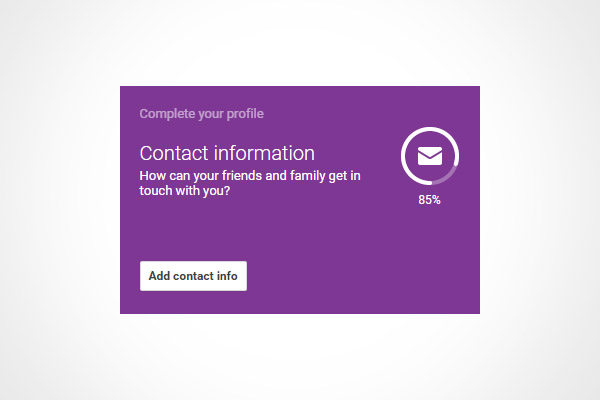 Complete your profile
Contact information
How can your friends and family get in
touch with you?
85%
Add contact info